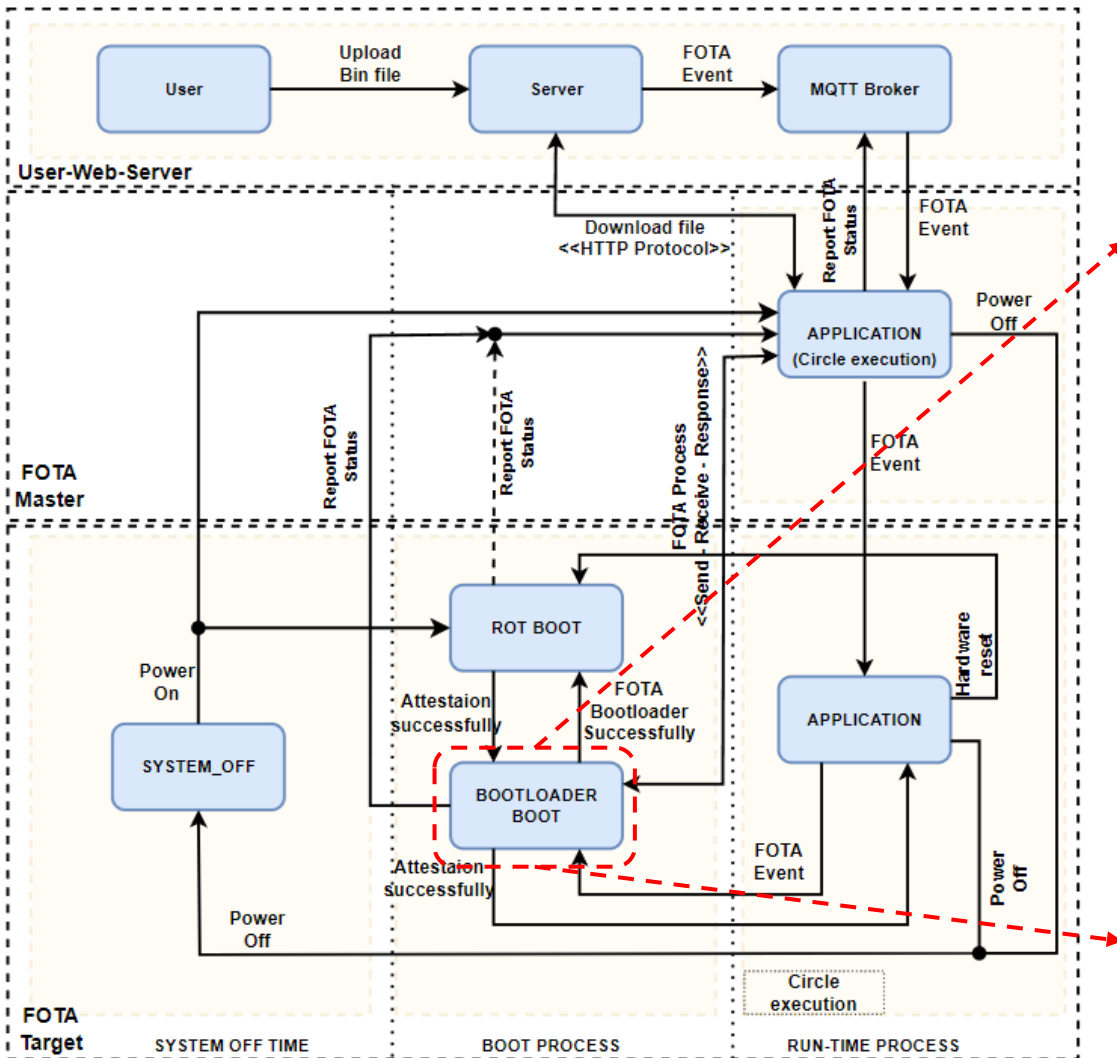 User
Upload
Bin file
Server
FOTA
Event
MQTT Broker
User-Web-Server
Download file
<<HTTP Protocol>>
Report FOTA
Status
FOTA
Event
APPLICATION
(Circle execution)
Power
Off
Report FOTA
Status
Report FOTA
Status
FOTA Process
<<Send - Receive - Response>>
FOTA
Event
FOTA
Master
ROT BOOT
Hardware
reset
Power
On
Attestaion
successfully
FOTA
Bootloader
Successfully
APPLICATION
SYSTEM_OFF
BOOTLOADER
BOOT
Attestaion
successfully
FOTA
Event
Power
Off
Power
Off
Circle
execution
FOTA
Target
SYSTEM OFF TIME
BOOT PROCESS
RUN-TIME PROCESS